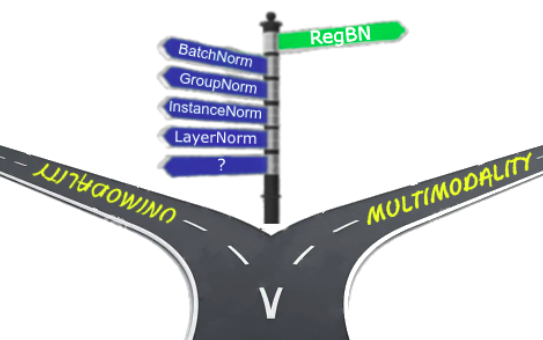 RegBN
BatchNorm
GroupNorm
InstanceNorm
LayerNorm
?
UNIMODALITY
MULTIMODALITY